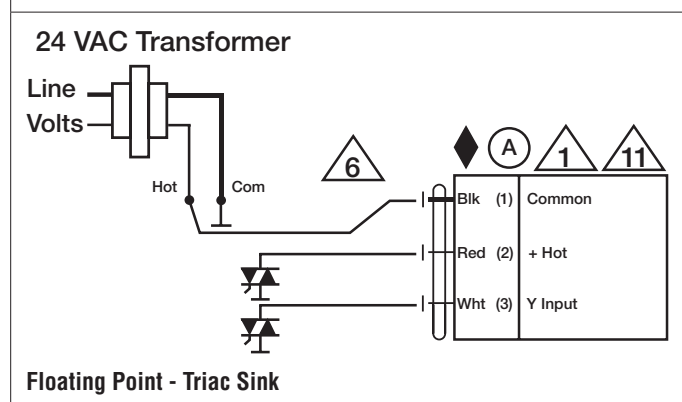 24 VAC Transformer
Line
Volts
Hot
Com
6
A
1
11
Blk (1) Common
Red (2) + Hot
Wht (3) Y Input
Floating Point - Triac Sink